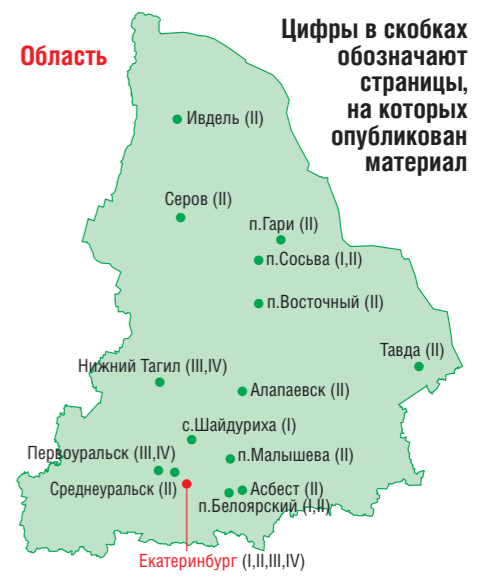 Область
Цифры в скобках
обозначают
страницы,
на которых
опубликован
материал
Ивдель (II)
Серов (II)
п.Гари (II)
п.Сосьва (I,II)
п.Восточный (II)
Тавда (II)
Нижний Тагил (III,IV)
Алапаевск (II)
с.Шайдуриха (I)
Первоуральск (III,IV)
п.Малышева (II)
Среднеуральск (II)
Асбест (II)
п.Белоярский (I,II)
Екатеринбург (I,II,III,IV)